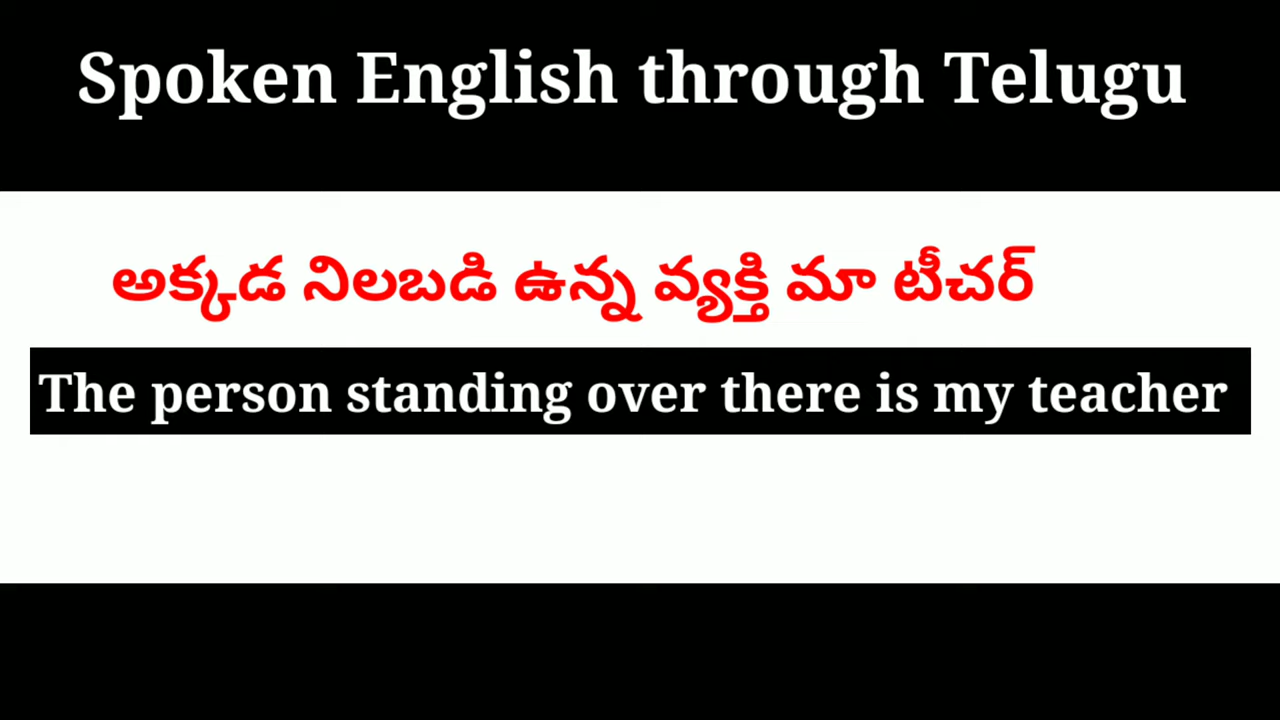 Spoken English through Telugu
అక్కడ నిలబడి ఉన్న వ్యక్తి మా టీచర్
The person standing over there is my teacher